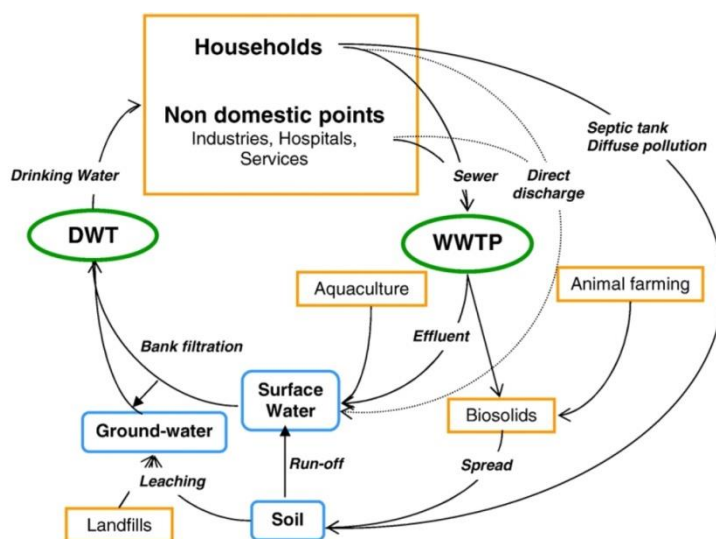 Households
Non domestic points
Industries, Hospitals,
Services
Septic tank
Diffuse pollution
Drinking Water
Sewer
Direct
discharge
DWT
WWTP
Aquaculture
Animal farming
Bank filtration
Effluent
Surface
Water
Biosolids
Ground-water
Run-off
Spread
Leaching
Landfills
Soil